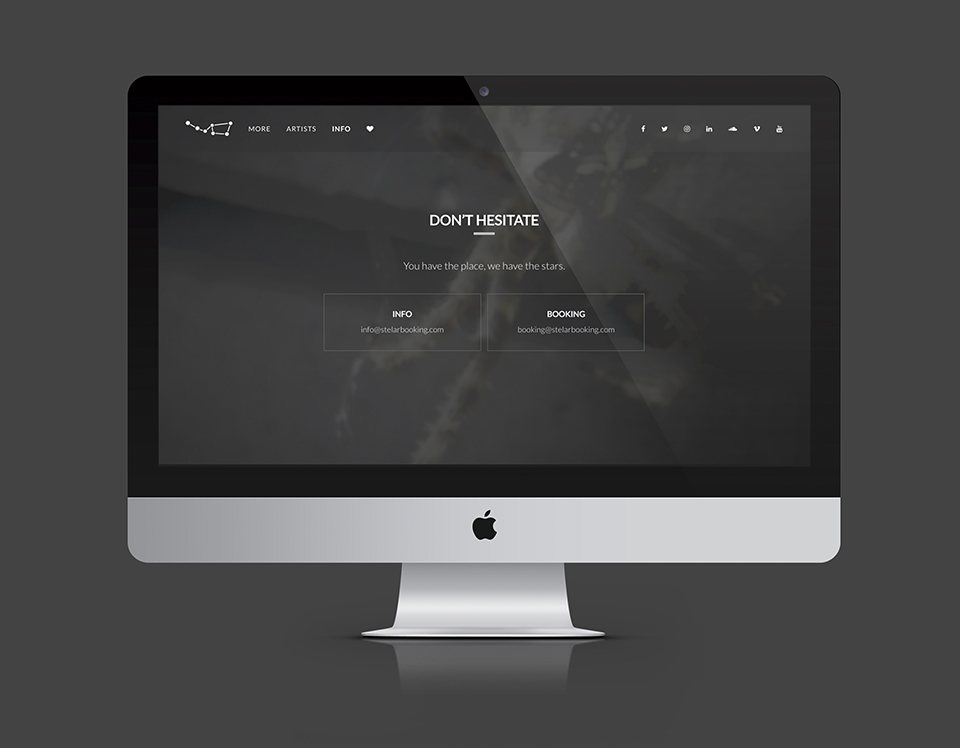 MORE ARTISTS INFO
DON'T HESITATE
You have the place, we have the stars.
INFO
info@stelarbooking.com
BOOKING
booking@stelarbooking.com